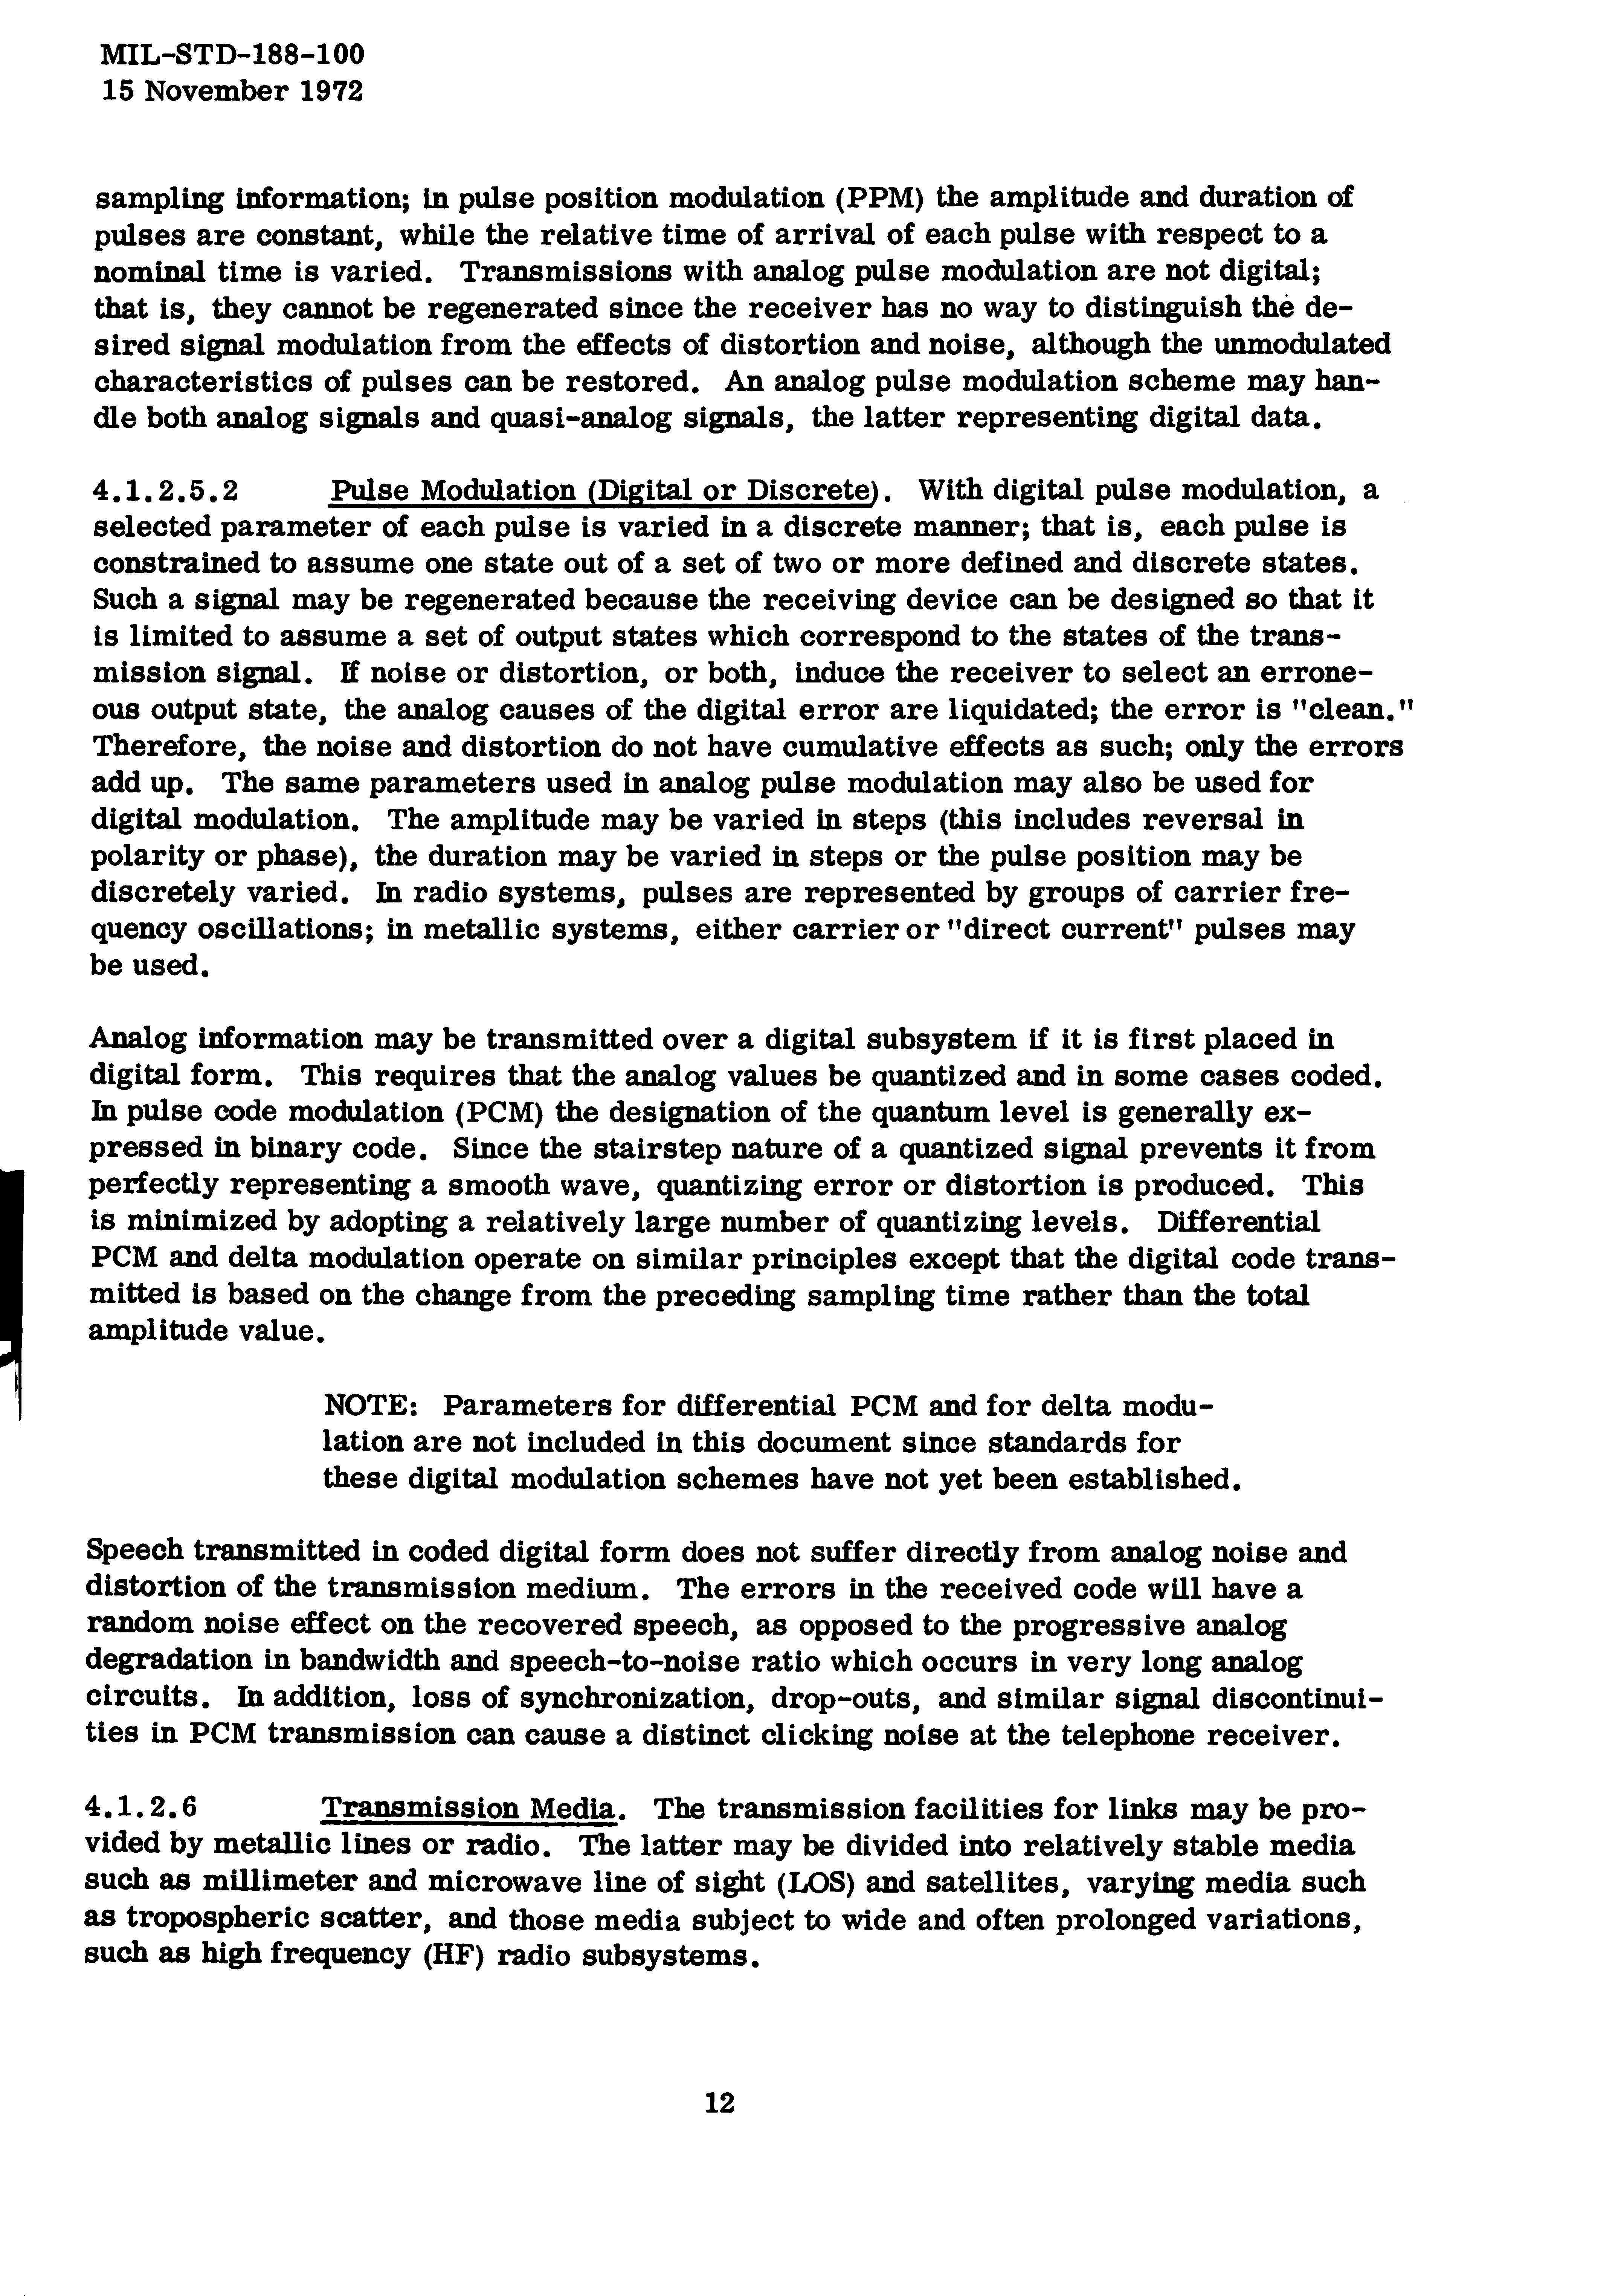 MIL-STD-188-100
15 November 1972
sampling information; in pulse position modulation (PPM) the amplitude and duration of
pulses are constant, while the relative time of arrival of each pulse with respect to a
nominal time is varied. Transmissions with analog pulse modulation are not digital;
that is, they cannot be regenerated since the receiver has no way to distinguish the de-
sired signal modulation from the effects of distortion and noise, although the unmodulated
characteristics of pulses can be restored. An analog pulse modulation scheme may han-
dle both analog signals and quasi-analog signals, the latter representing digital data.
4.1.2.5.2 Pulse Modulation (Digital or Discrete). With digital pulse modulation, a
selected parameter of each pulse is varied in a discrete manner; that is, each pulse is
constrained to assume one state out of a set of two or more defined and discrete states.
Such a signal may be regenerated because the receiving device can be designed so that it
is limited to assume a set of output states which correspond to the states of the trans-
mission signal. If noise or distortion, or both, induce the receiver to select an errone-
ous output state, the analog causes of the digital error are liquidated; the error is "clean."
Therefore, the noise and distortion do not have cumulative effects as such; only the errors
add up. The same parameters used in analog pulse modulation may also be used for
digital modulation. The amplitude may be varied in steps (this includes reversal in
polarity or phase), the duration may be varied in steps or the pulse position may be
discretely varied. In radio systems, pulses are represented by groups of carrier fre-
quency oscillations; in metallic systems, either carrier or "direct current" pulses may
be used.
Analog information may be transmitted over a digital subsystem if it is first placed in
digital form. This requires that the analog values be quantized and in some cases coded.
In pulse code modulation (PCM) the designation of the quantum level is generally ex-
pressed in binary code. Since the stairstep nature of a quantized signal prevents it from
perfectly representing a smooth wave, quantizing error or distortion is produced. This
is minimized by adopting a relatively large number of quantizing levels. Differential
PCM and delta modulation operate on similar principles except that the digital code trans-
mitted is based on the change from the preceding sampling time rather than the total
amplitude value.
NOTE: Parameters for differential PCM and for delta modu-
lation are not included in this document since standards for
these digital modulation schemes have not yet been established.
Speech transmitted in coded digital form does not suffer directly from analog noise and
distortion of the transmission medium. The errors in the received code will have a
random noise effect on the recovered speech, as opposed to the progressive analog
degradation in bandwidth and speech-to-noise ratio which occurs in very long analog
circuits. In addition, loss of synchronization, drop-outs, and similar signal discontinui-
ties in PCM transmission can cause a distinct clicking noise at the telephone receiver.
4.1.2.6 Transmission Media. The transmission facilities for links may be pro-
vided by metallic lines or radio. The latter may be divided into relatively stable media
such as millimeter and microwave line of sight (LOS) and satellites, varying media such
as tropospheric scatter, and those media subject to wide and often prolonged variations,
such as high frequency (HF) radio subsystems.
12